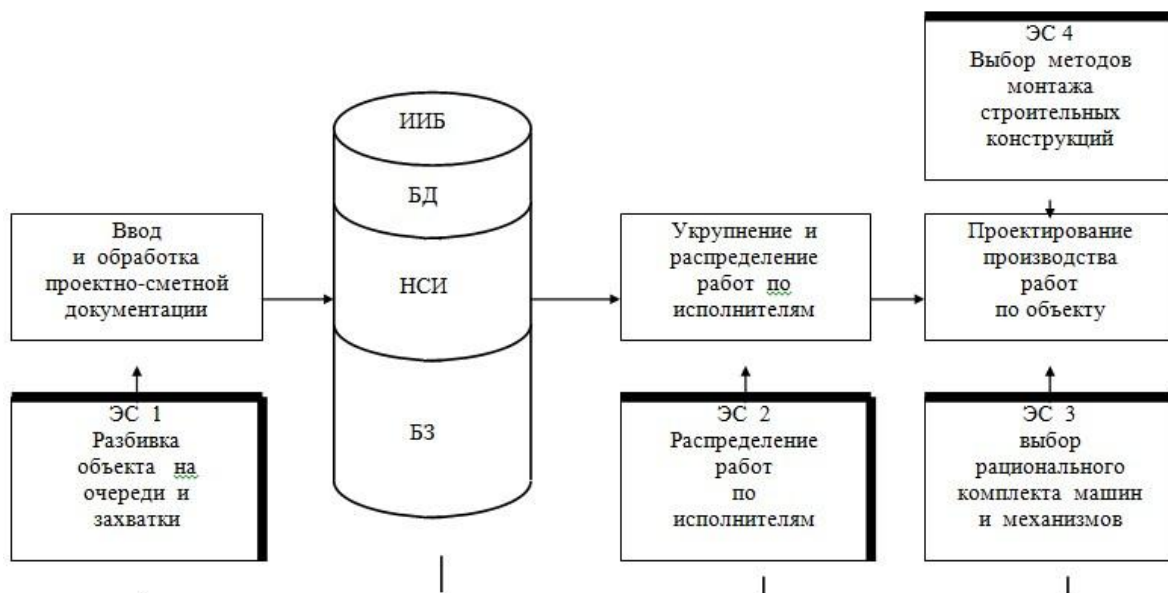 ЭС 4
Выбор методов
монтажа
строительных
конструкций
ИИБ
БД
НСИ
БЗ
Ввод
и обработка
проектно-сметной
документации
Укрупнение и
распределение
работ по
исполнителям
Проектирование
производства
работ
по объекту
ЭС 1
Разбивка
объекта на
очереди и
захватки
ЭС 2
Распределение
работ
по
исполнителям
ЭС 3
выбор
рационального
комплекта машин
и механизмов